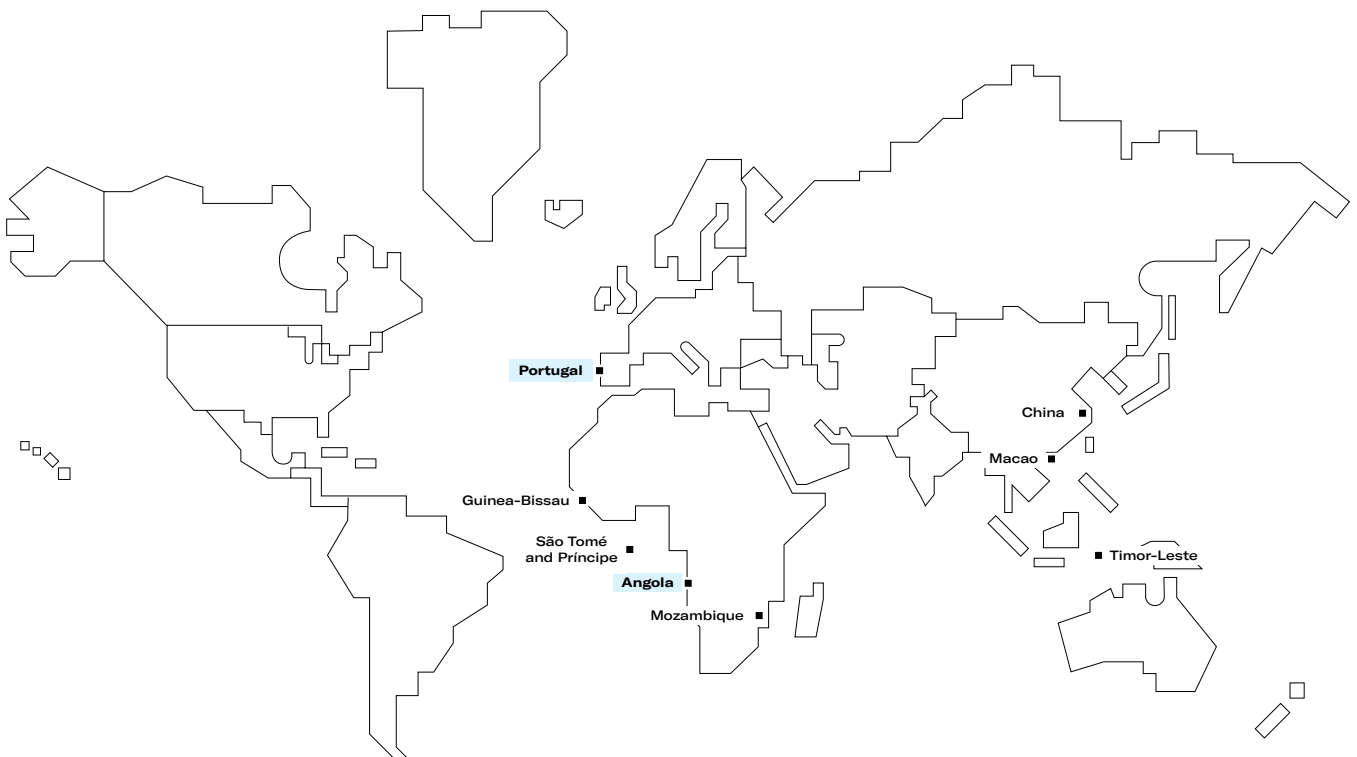 Portugal
China
Macao
Guinea-Bissau
São Tomé
and Príncipe
Timor-Leste
Angola
Mozambique